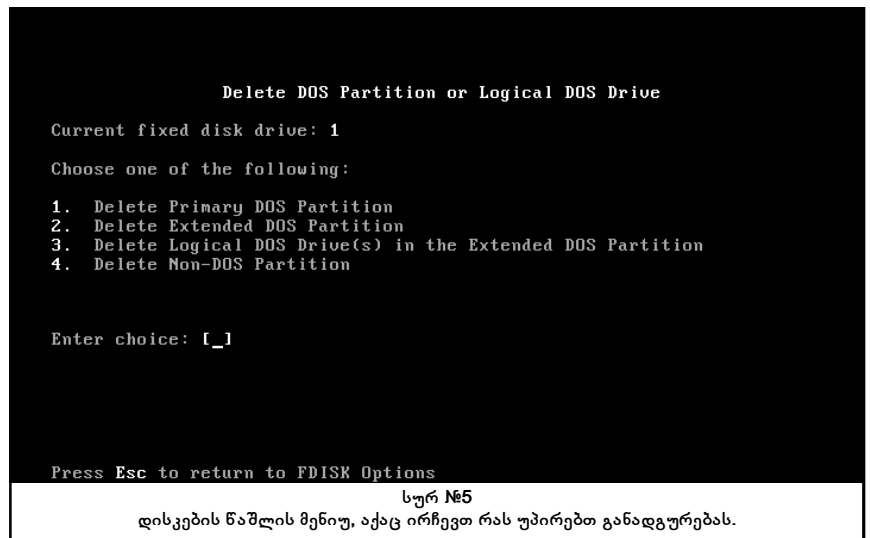 Delete DOS Partition or Logical DOS Drive
Current fixed disk drive: 1
Choose one of the following:
1. Delete Primary DOS Partition
2. Delete Extended DOS Partition
3. Delete Logical DOS Drive(s) in the Extended DOS Partition
4. Delete Non-DOS Partition
Enter choice: [_]
Press Esc to return to FDISK Options
სურ №5
დისკების წაშლის მენიუ, აქაც ირჩევთ რას უპირებთ განადგურებას.